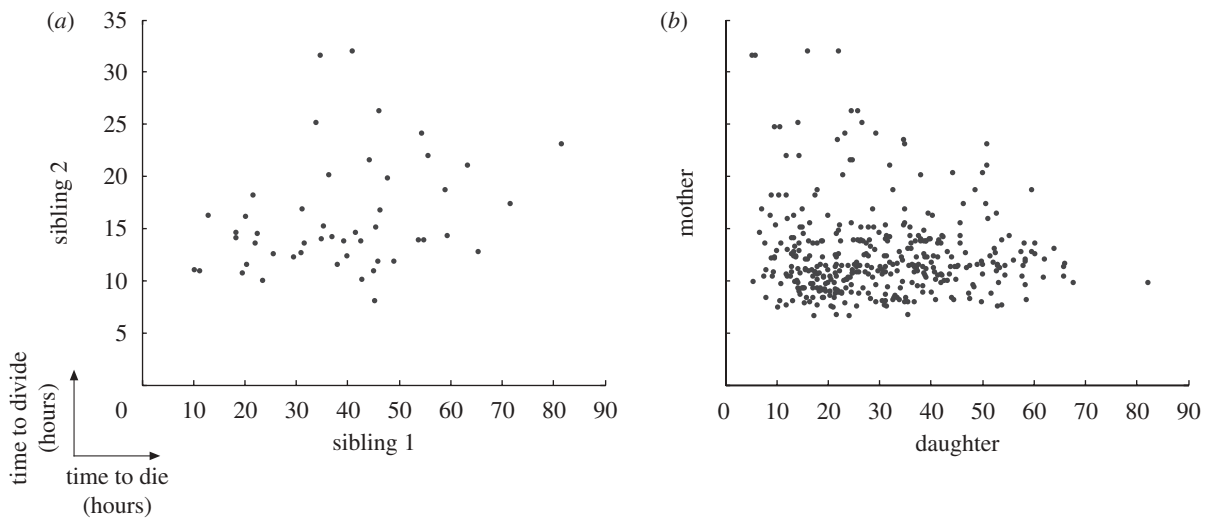 (a)
35
30
25
20
15
10
5
0 10 20 30 40 50 60 70 80 90
sibling 2
sibling 1
time to divide
(hours)
time to die
(hours)
(b)
mother
0 10 20 30 40 50 60 70 80 90
daughter